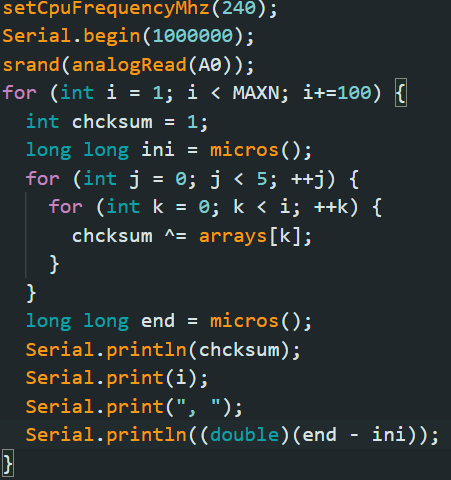 setCpuFrequencyMhz(240);
Serial.begin(1000000);
srand(analogRead(A0));
for (int i = 1; i < MAXN; i+=100) {
  int chcksum = 1;
  long long ini = micros();
  for (int j = 0; j < 5; ++j) {
    for (int k = 0; k < i; ++k) {
      chcksum ^= arrays[k];
    }
  }
  long long end = micros();
  Serial.println(chcksum);
  Serial.print(i);
  Serial.print(", ");
  Serial.println((double)(end - ini));
}